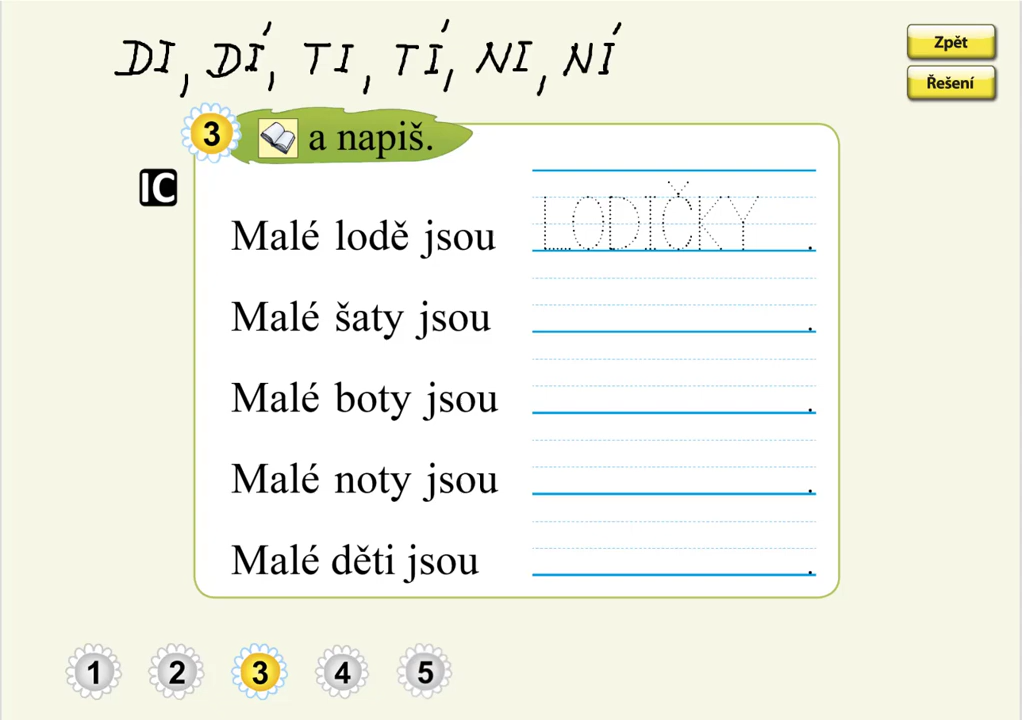 DI, DÍ, TI, TÍ, NI, NÍ
Zpět
Řešení
3 a napiš.
IC
Malé lodě jsou LODIČKY.
Malé šaty jsou .
Malé boty jsou .
Malé noty jsou .
Malé děti jsou .
1 2 3 4 5